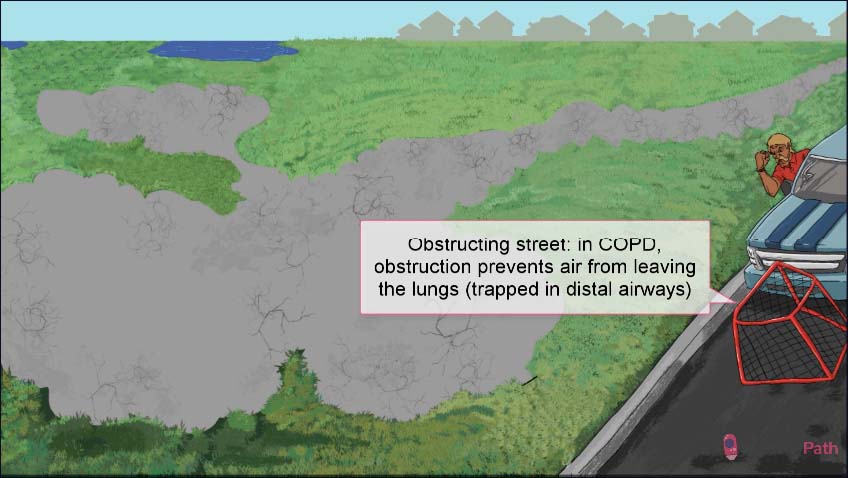 Obstructing street: in COPD,
obstruction prevents air from leaving
the lungs (trapped in distal airways)
Path